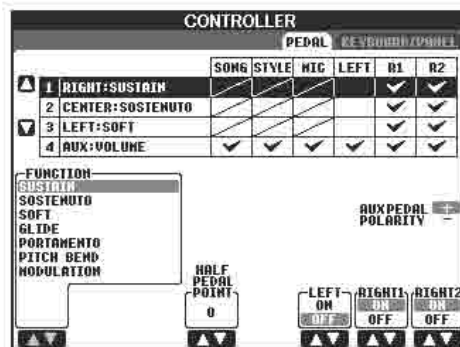 CONTROLLER
PEDAL KEYBOARD/PANEL
SONG STYLE MIC LEFT R1 R2
1 RIGHT:SUSTAIN
2 CENTER:SOSTENUTO
3 LEFT:SOFT
4 AUX:VOLUME
FUNCTION
SUSTAIN
SOSTENUTO
SOFT
GLIDE
PORTAMENTO
PITCH BEND
MODULATION
AUX PEDAL +
POLARITY -
HALF
PEDAL
POINT
0
LEFT RIGHT1 RIGHT2
ON ON ON
OFF OFF OFF